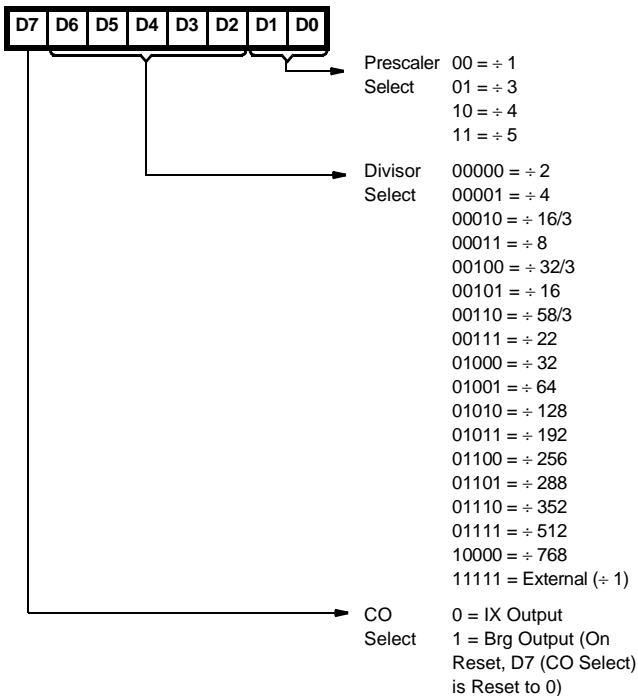 D7 D6 D5 D4 D3 D2 D1 D0
Prescaler 00 = ÷ 1
Select 01 = ÷ 3
10 = ÷ 4
11 = ÷ 5
Divisor 00000 = ÷ 2
Select 00001 = ÷ 4
00010 = ÷ 16/3
00011 = ÷ 8
00100 = ÷ 32/3
00101 = ÷ 16
00110 = ÷ 58/3
00111 = ÷ 22
01000 = ÷ 32
01001 = ÷ 64
01010 = ÷ 128
01011 = ÷ 192
01100 = ÷ 256
01101 = ÷ 288
01110 = ÷ 352
01111 = ÷ 512
10000 = ÷ 768
11111 = External (÷ 1)
CO 0 = IX Output
Select 1 = Brg Output (On
Reset, D7 (CO Select)
is Reset to 0)